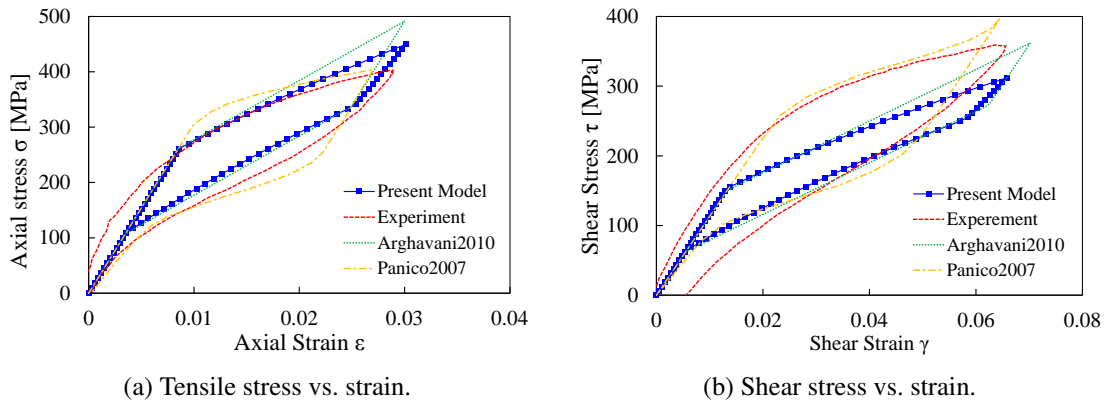 500
400
300
200
100
0
0
0.01
0.02
0.03
0.04
Axial stress σ [MPa]
Axial Strain ε
Present Model
Experiment
Arghavani2010
Panico2007
(a) Tensile stress vs. strain.
400
300
200
100
0
0
0.02
0.04
0.06
0.08
Shear Stress τ [MPa]
Shear Strain γ
Present Model
Experement
Arghavani2010
Panico2007
(b) Shear stress vs. strain.